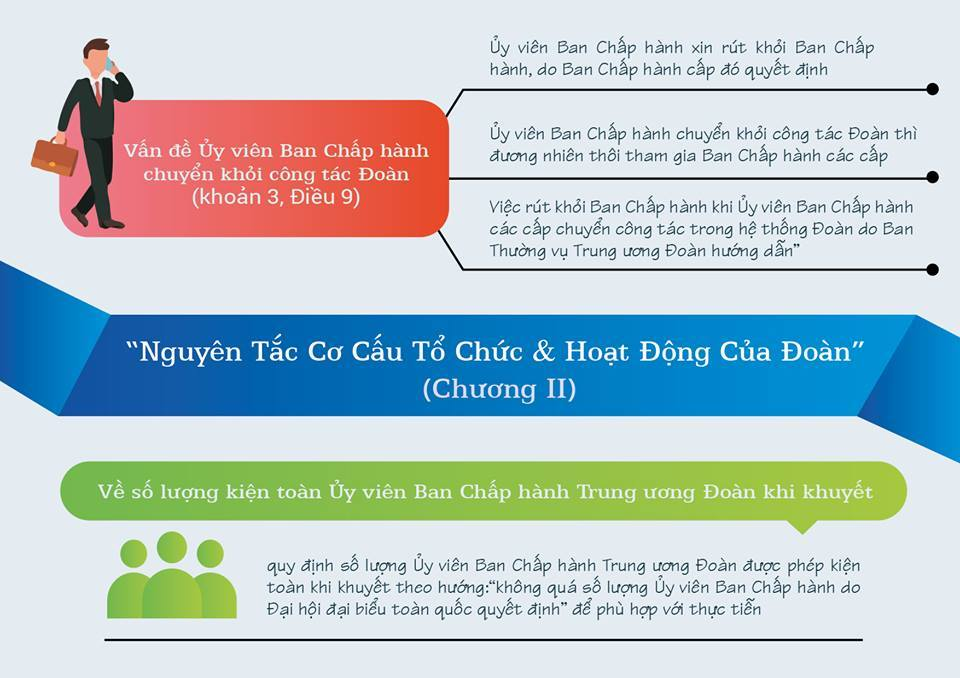 Ủy viên Ban Chấp hành xin rút khỏi Ban Chấp
hành, do Ban Chấp hành cấp đó quyết định
Vấn đề Ủy viên Ban Chấp hành
chuyển khỏi công tác Đoàn
(khoản 3, Điều 9)
Ủy viên Ban Chấp hành chuyển khỏi công tác Đoàn thì
đương nhiên thôi tham gia Ban Chấp hành các cấp
Việc rút khỏi Ban Chấp hành khi Ủy viên Ban Chấp hành
các cấp chuyển công tác trong hệ thống Đoàn do Ban
Thường vụ Trung ương Đoàn hướng dẫn”
“Nguyên Tắc Cơ Cấu Tổ Chức & Hoạt Động Của Đoàn”
(Chương II)
Về số lượng kiện toàn Ủy viên Ban Chấp hành Trung ương Đoàn khi khuyết
quy định số lượng Ủy viên Ban Chấp hành Trung ương Đoàn được phép kiện
toàn khi khuyết theo hướng:“không quá số lượng Ủy viên Ban Chấp hành do
Đại hội đại biểu toàn quốc quyết định” để phù hợp với thực tiễn